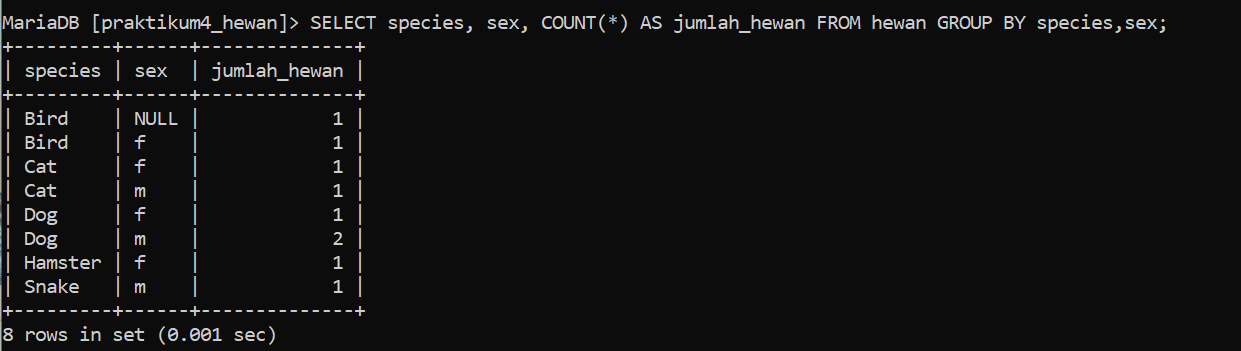 MariaDB [praktikum4_hewan]> SELECT species, sex, COUNT(*) AS jumlah_hewan FROM hewan GROUP BY species,sex;
+---------+------+--------------+
| species | sex  | jumlah_hewan |
+---------+------+--------------+
| Bird    | NULL |            1 |
| Bird    | f    |            1 |
| Cat     | f    |            1 |
| Cat     | m    |            1 |
| Dog     | f    |            1 |
| Dog     | m    |            2 |
| Hamster | f    |            1 |
| Snake   | m    |            1 |
+---------+------+--------------+
8 rows in set (0.001 sec)